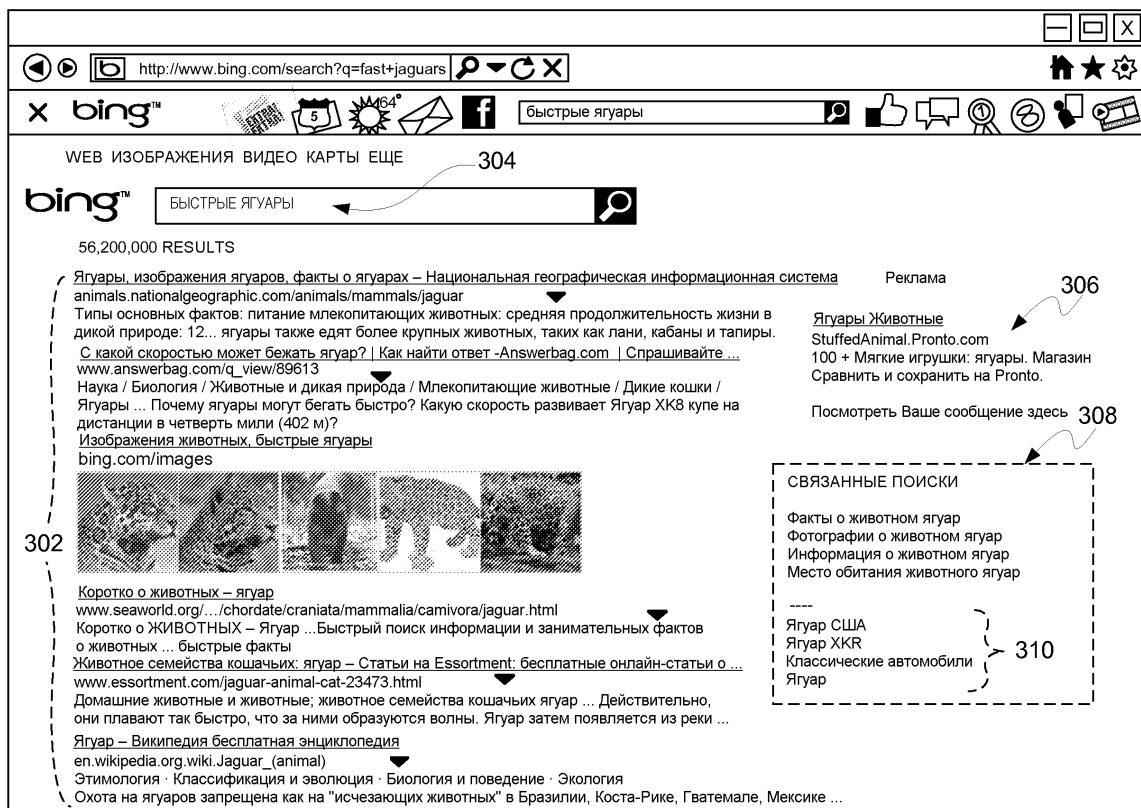 X
http://www.bing.com/search?q=fast+jaguars
bing™
EXTRA! EXTRA!
5
64°
f
быстрые ягуары
1
WEB ИЗОБРАЖЕНИЯ ВИДЕО КАРТЫ ЕЩЕ
304
bing™
БЫСТРЫЕ ЯГУАРЫ
56,200,000 RESULTS
Ягуары, изображения ягуаров, факты о ягуарах – Национальная географическая информационная система
animals.nationalgeographic.com/animals/mammals/jaguar
Типы основных фактов: питание млекопитающих животных: средняя продолжительность жизни в
дикой природе: 12... ягуары также едят более крупных животных, таких как лани, кабаны и тапиры.
С какой скоростью может бежать ягуар? | Как найти ответ -Answerbag.com | Спрашивайте ...
www.answerbag.com/q_view/89613
Наука / Биология / Животные и дикая природа / Млекопитающие животные / Дикие кошки /
Ягуары ... Почему ягуары могут бегать быстро? Какую скорость развивает Ягуар XK8 купе на
дистанции в четверть мили (402 м)?
Изображения животных, быстрые ягуары
bing.com/images
302
Коротко о животных – ягуар
www.seaworld.org/…/chordate/craniata/mammalia/camivora/jaguar.html
Коротко о ЖИВОТНЫХ – Ягуар ...Быстрый поиск информации и занимательных фактов
о животных ... быстрые факты
Животное семейства кошачьих: ягуар – Статьи на Essortment: бесплатные онлайн-статьи о ...
www.essortment.com/jaguar-animal-cat-23473.html
Домашние животные и животные; животное семейства кошачьих ягуар ... Действительно,
они плавают так быстро, что за ними образуются волны. Ягуар затем появляется из реки ...
Ягуар – Википедия бесплатная энциклопедия
en.wikipedia.org.wiki.Jaguar_(animal)
Этимология · Классификация и эволюция · Биология и поведение · Экология
Охота на ягуаров запрещена как на "исчезающих животных" в Бразилии, Коста-Рике, Гватемале, Мексике ...
Реклама
306
Ягуары Животные
StuffedAnimal.Pronto.com
100 + Мягкие игрушки: ягуары. Магазин
Сравнить и сохранить на Pronto.
Посмотреть Ваше сообщение здесь
308
СВЯЗАННЫЕ ПОИСКИ
Факты о животном ягуар
Фотографии о животном ягуар
Информация о животном ягуар
Место обитания животного ягуар
----
Ягуар США
Ягуар XKR
Классические автомобили
Ягуар
310